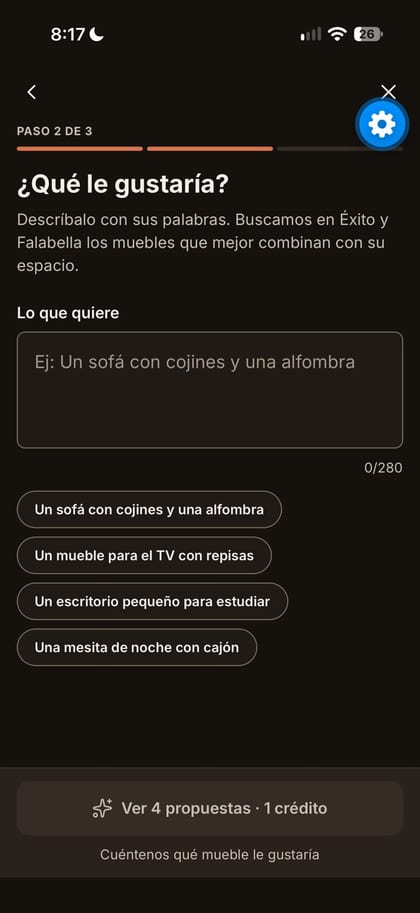 8:17
26
PASO 2 DE 3
¿Qué le gustaría?
Descríbalo con sus palabras. Buscamos en Éxito y
Falabella los muebles que mejor combinan con su
espacio.
Lo que quiere
Ej: Un sofá con cojines y una alfombra
0/280
Un sofá con cojines y una alfombra
Un mueble para el TV con repisas
Un escritorio pequeño para estudiar
Una mesita de noche con cajón
Ver 4 propuestas · 1 crédito
Cuéntenos qué mueble le gustaría